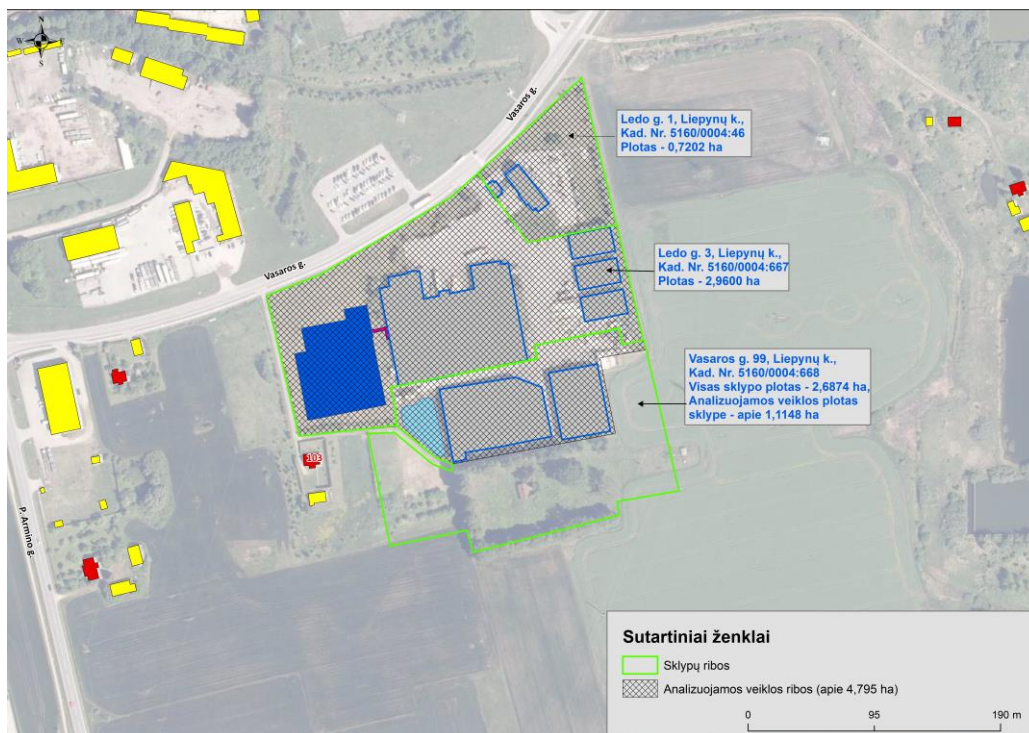 N
W
E
S
Vasaros g.
Ledo g. 1, Liepynų k.,
Kad. Nr. 5160/0004:46
Plotas - 0,7202 ha
Vasaros g.
Ledo g. 3, Liepynų k.,
Kad. Nr. 5160/0004:667
Plotas - 2,9600 ha
Vasaros g. 99, Liepynų k.,
Kad. Nr. 5160/0004:668
Visas sklypo plotas - 2,6874 ha,
Analizuojamos veiklos plotas
sklype - apie 1,1148 ha
103
P. Armino g.
Sutartiniai ženklai
Sklypų ribos
Analizuojamos veiklos ribos (apie 4,795 ha)
0 95 190 m